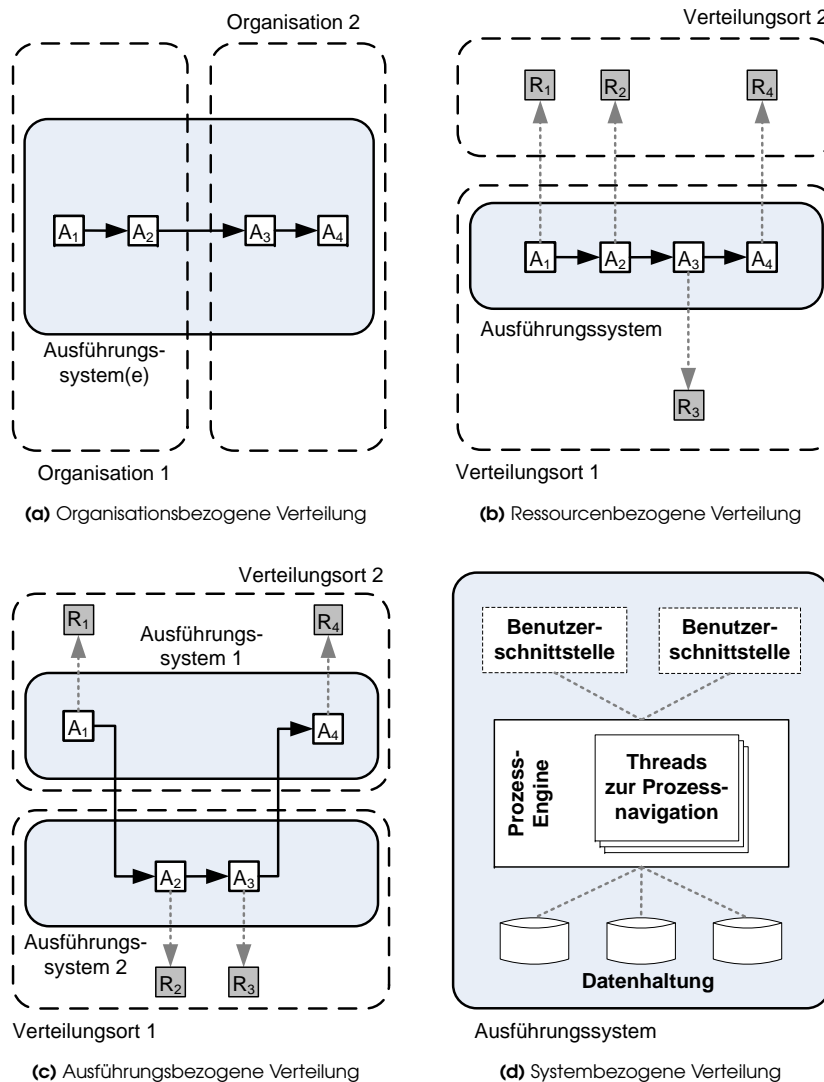 Organisation 2
A1
A2
A3
A4
Ausführungs-
system(e)
Organisation 1
(a) Organisationsbezogene Verteilung
Verteilungsort 2
R1
R2
R4
A1
A2
A3
A4
Ausführungssystem
R3
Verteilungsort 1
(b) Ressourcenbezogene Verteilung
Verteilungsort 2
R1
Ausführungs-
system 1
R4
A1
A4
A2
A3
Ausführungs-
system 2
R2
R3
Verteilungsort 1
(c) Ausführungsbezogene Verteilung
Benutzer-
schnittstelle
Benutzer-
schnittstelle
Prozess-
Engine
Threads
zur Prozess-
navigation
Datenhaltung
Ausführungssystem
(d) Systembezogene Verteilung